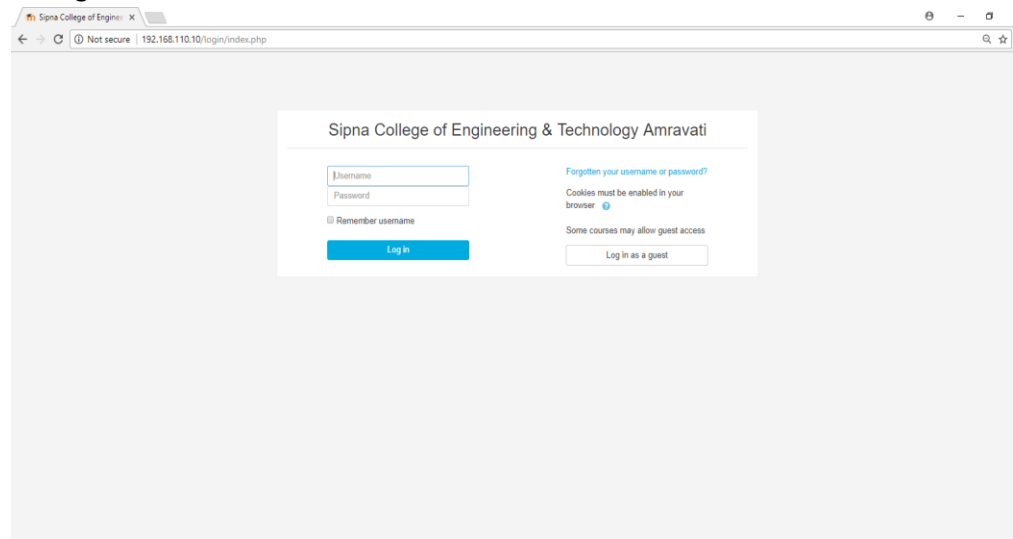 Sipna College of Enginee
Not secure | 192.168.110.10/login/index.php
Sipna College of Engineering & Technology Amravati
Username
Password
Remember username
Log in
Forgotten your username or password?
Cookies must be enabled in your
browser
Some courses may allow guest access
Log in as a guest